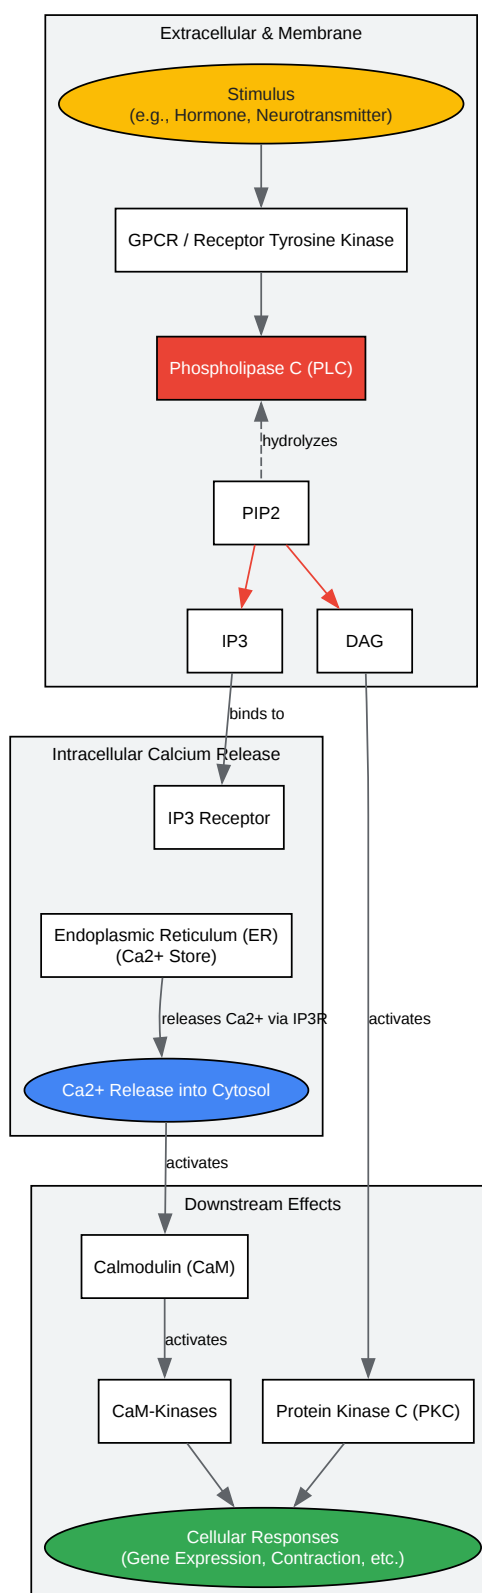 Extracellular & Membrane
Stimulus
(e.g., Hormone, Neurotransmitter)
GPCR / Receptor Tyrosine Kinase
Phospholipase C (PLC)
hydrolyzes
PIP2
IP3
DAG
binds to
Intracellular Calcium Release
IP3 Receptor
Endoplasmic Reticulum (ER)
(Ca2+ Store)
releases Ca2+ via IP3R
activates
Ca2+ Release into Cytosol
activates
Downstream Effects
Calmodulin (CaM)
activates
CaM-Kinases
Protein Kinase C (PKC)
Cellular Responses
(Gene Expression, Contraction, etc.)